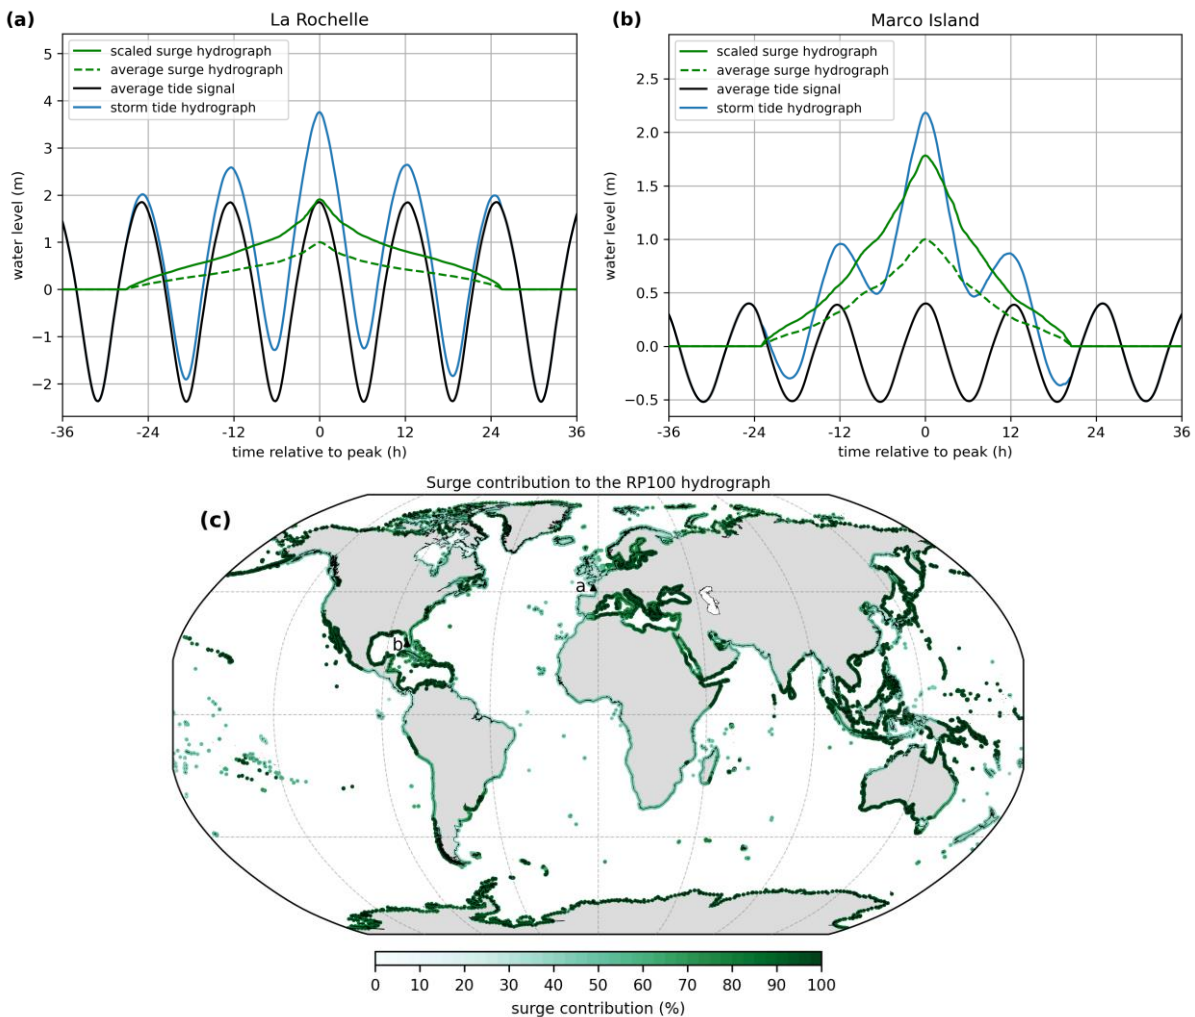 (a)
La Rochelle
scaled surge hydrograph
average surge hydrograph
average tide signal
storm tide hydrograph
5
4
3
2
1
0
−1
−2
water level (m)
-36 -24 -12 0 12 24 36
time relative to peak (h)
(b)
Marco Island
scaled surge hydrograph
average surge hydrograph
average tide signal
storm tide hydrograph
2.5
2.0
1.5
1.0
0.5
0.0
−0.5
water level (m)
-36 -24 -12 0 12 24 36
time relative to peak (h)
Surge contribution to the RP100 hydrograph
(c)
a
b
0 10 20 30 40 50 60 70 80 90 100
surge contribution (%)